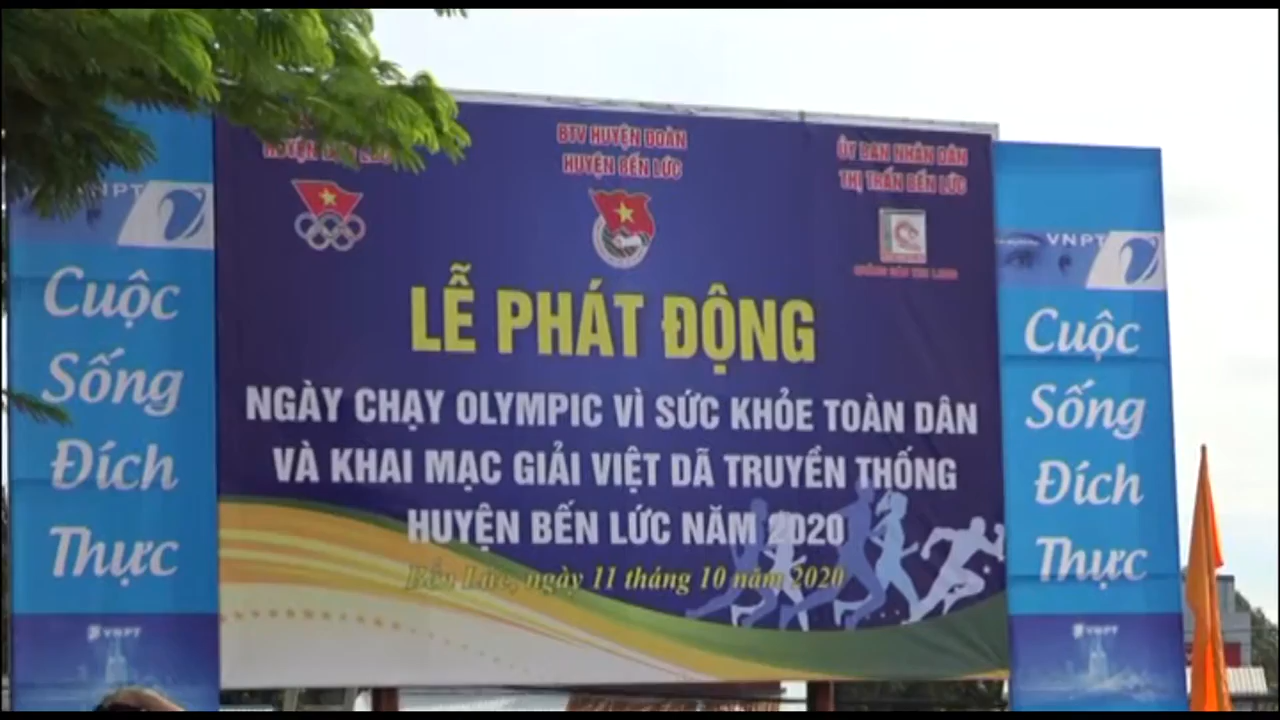 HUYỆN BẾN LỨC
BTV HUYỆN ĐOÀN
HUYỆN BẾN LỨC
ỦY BAN NHÂN DÂN
THỊ TRẤN BẾN LỨC
LỄ PHÁT ĐỘNG
NGÀY CHẠY OLYMPIC VÌ SỨC KHỎE TOÀN DÂN
VÀ KHAI MẠC GIẢI VIỆT DÃ TRUYỀN THỐNG
HUYỆN BẾN LỨC NĂM 2020
Bến Lức, ngày 11 tháng 10 năm 2020
VNPT
Cuộc
Sống
Đích
Thực
VNPT
VNPT
Cuộc
Sống
Đích
Thực
VNPT